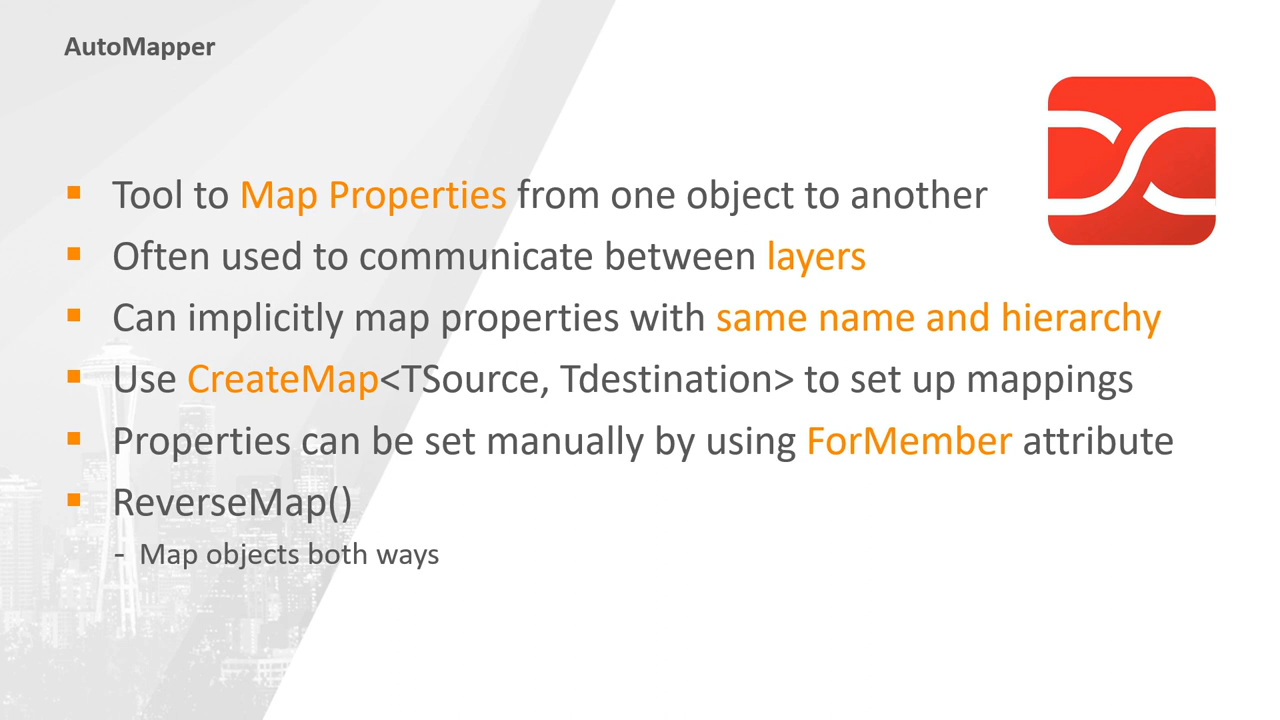 AutoMapper
Tool to Map Properties from one object to another
Often used to communicate between layers
Can implicitly map properties with same name and hierarchy
Use CreateMap<TSource, Tdestination> to set up mappings
Properties can be set manually by using ForMember attribute
ReverseMap()
- Map objects both ways